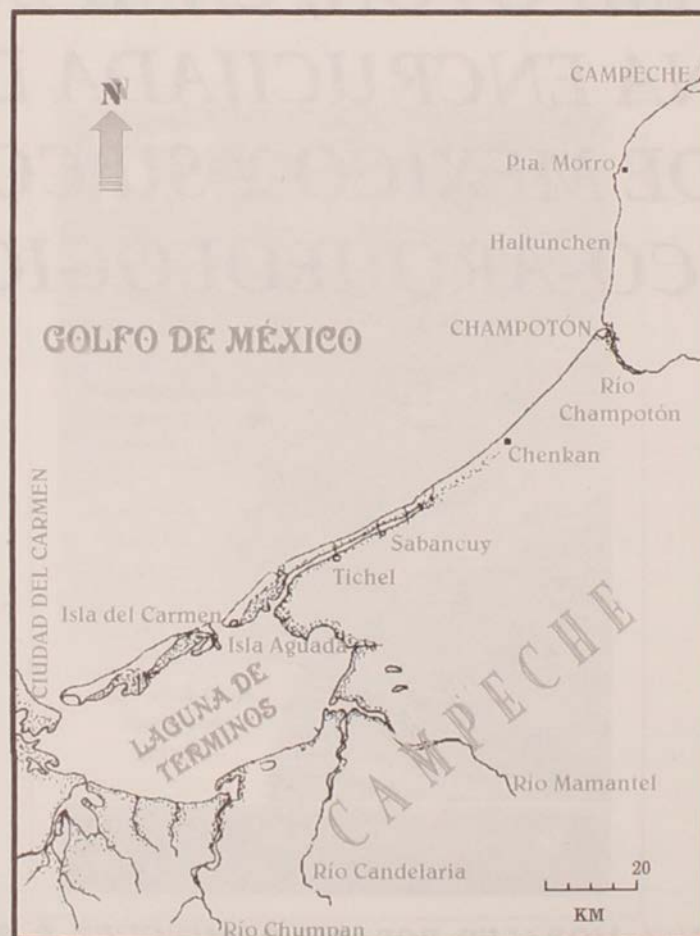 N
CAMPECHE
Pta. Morro
Haltunchen
GOLFO DE MÉXICO
CHAMPOTÓN
Río
Champotón
Chenkan
CIUDAD DEL CARMEN
Sabancuy
Tichel
Isla del Carmen
Isla Aguada
LAGUNA DE
TERMINOS
CAMPECHE
Río Mamantel
Río Candelaria
20
KM
Río Chumpan